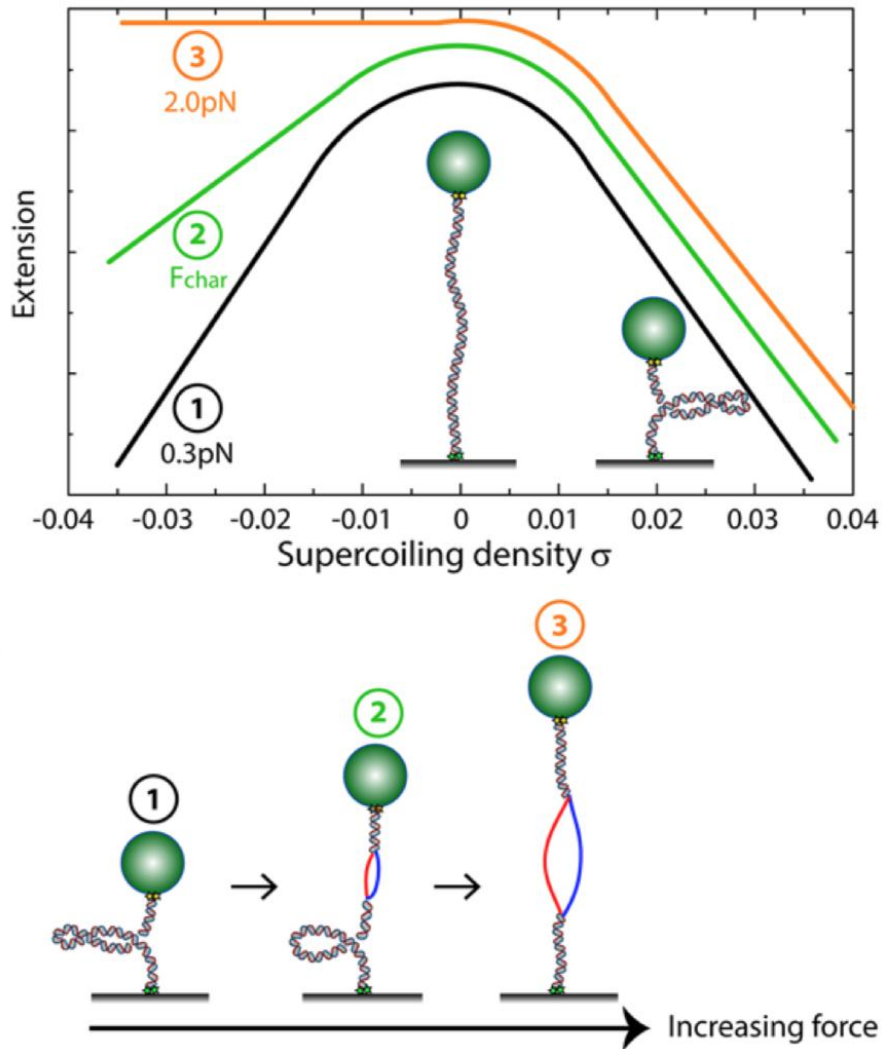 Extension
3
2.0pN
2
Fchar
1
0.3pN
-0.04 -0.03 -0.02 -0.01 0 0.01 0.02 0.03 0.04
Supercoiling density σ
3
2
1
Increasing force